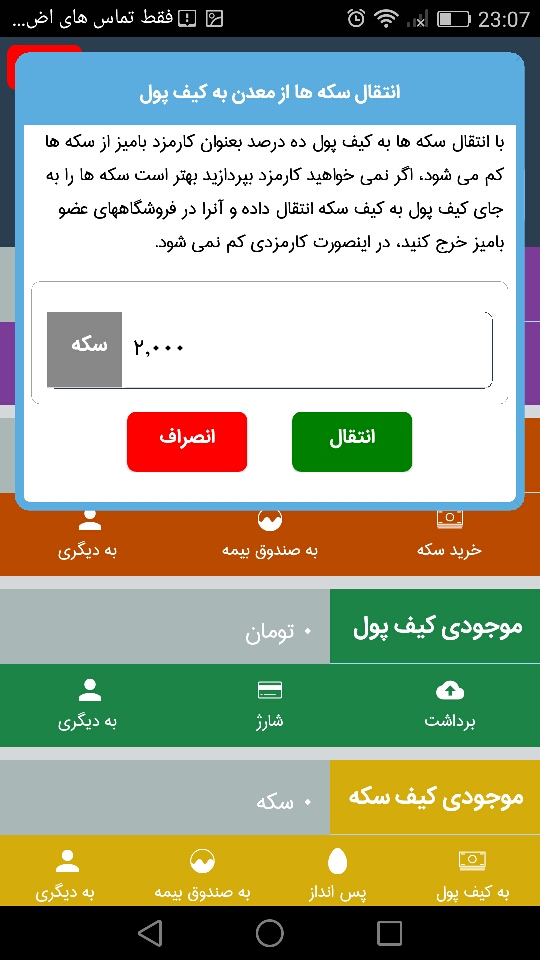 فقط تماس های اض... 23:07
انتقال سکه ها از معدن به کیف پول
با انتقال سکه ها به کیف پول ده درصد بعنوان کارمزد بامیز از سکه ها
کم می شود، اگر نمی خواهید کارمزد بپردازید بهتر است سکه ها را به
جای کیف پول به کیف سکه انتقال داده و آنرا در فروشگاههای عضو
بامیز خرج کنید، در اینصورت کارمزدی کم نمی شود.
سکه ۲,۰۰۰
انتقال انصراف
خرید سکه به صندوق بیمه به دیگری
موجودی کیف پول ۰ تومان
برداشت شارژ به دیگری
موجودی کیف سکه ۰ سکه
به کیف پول پس انداز به صندوق بیمه به دیگری